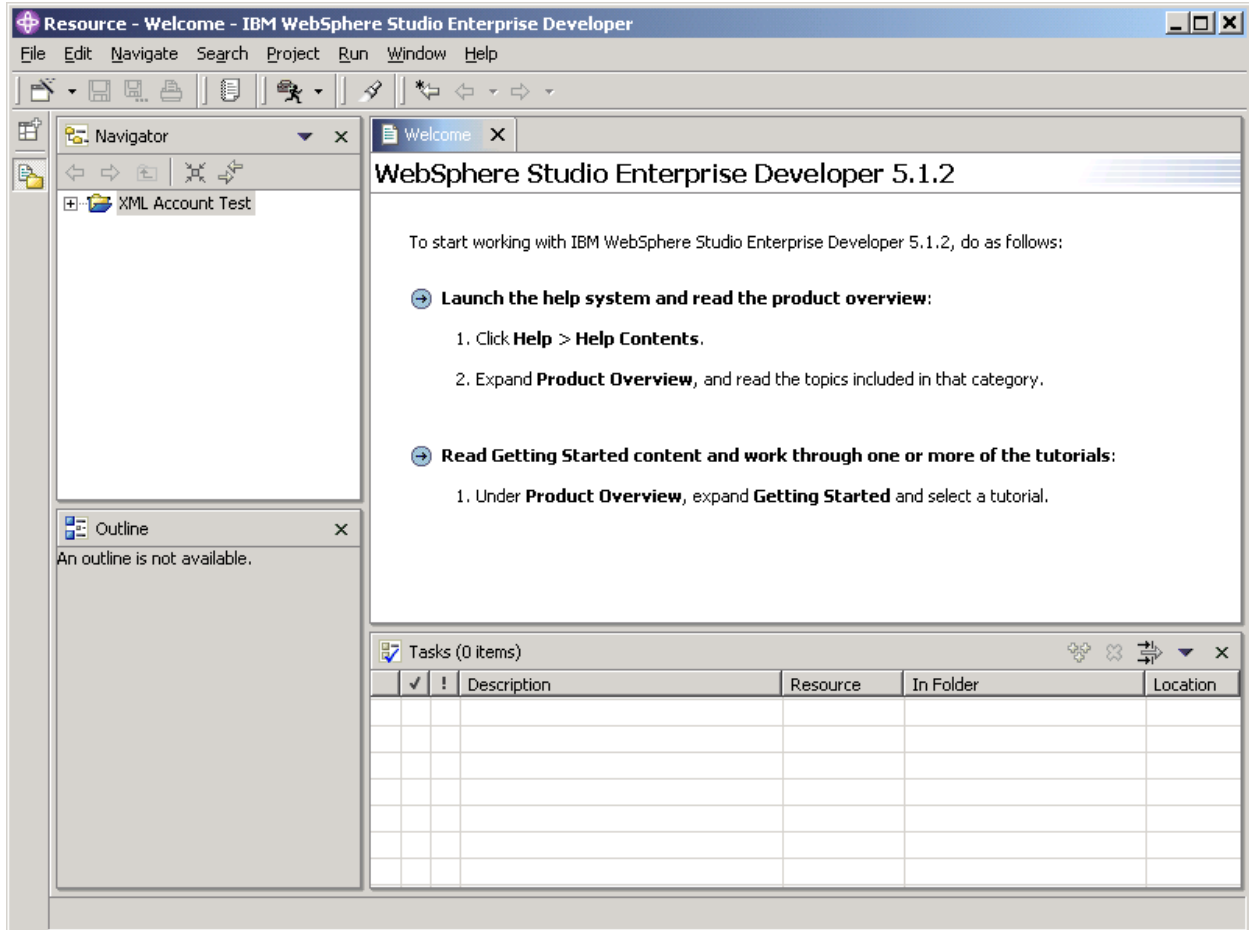 Resource - Welcome - IBM WebSphere Studio Enterprise Developer
File Edit Navigate Search Project Run Window Help
Navigator
XML Account Test
Welcome
WebSphere Studio Enterprise Developer 5.1.2
To start working with IBM WebSphere Studio Enterprise Developer 5.1.2, do as follows:
Launch the help system and read the product overview:
1. Click Help > Help Contents.
2. Expand Product Overview, and read the topics included in that category.
Read Getting Started content and work through one or more of the tutorials:
1. Under Product Overview, expand Getting Started and select a tutorial.
Outline
An outline is not available.
Tasks (0 items)
! Description Resource In Folder Location